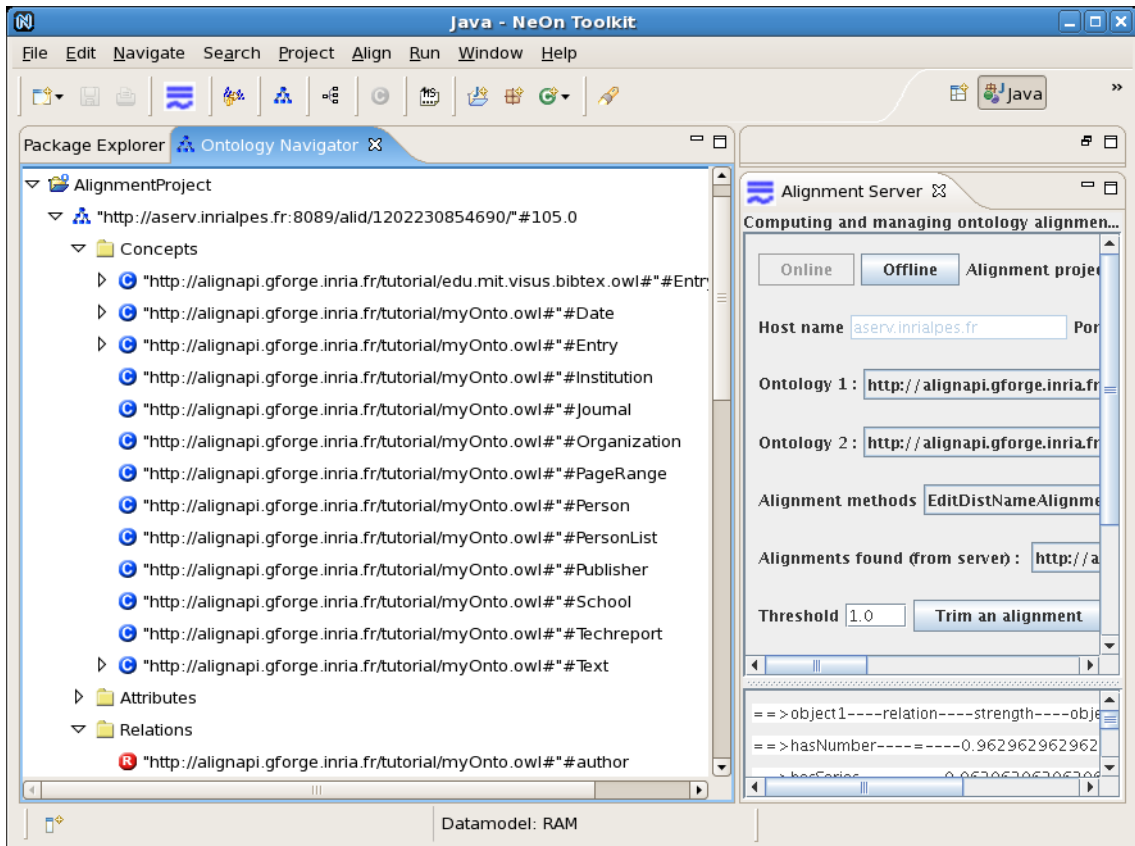 Java - NeOn Toolkit
File Edit Navigate Search Project Align Run Window Help
Java »
Package Explorer Ontology Navigator
AlignmentProject
"http://aserv.inrialpes.fr:8089/alid/1202230854690/"#105.0
Concepts
"http://alignapi.gforge.inria.fr/tutorial/edu.mit.visus.bibtex.owl#"#Entry
"http://alignapi.gforge.inria.fr/tutorial/myOnto.owl#"#Date
"http://alignapi.gforge.inria.fr/tutorial/myOnto.owl#"#Entry
"http://alignapi.gforge.inria.fr/tutorial/myOnto.owl#"#Institution
"http://alignapi.gforge.inria.fr/tutorial/myOnto.owl#"#Journal
"http://alignapi.gforge.inria.fr/tutorial/myOnto.owl#"#Organization
"http://alignapi.gforge.inria.fr/tutorial/myOnto.owl#"#PageRange
"http://alignapi.gforge.inria.fr/tutorial/myOnto.owl#"#Person
"http://alignapi.gforge.inria.fr/tutorial/myOnto.owl#"#PersonList
"http://alignapi.gforge.inria.fr/tutorial/myOnto.owl#"#Publisher
"http://alignapi.gforge.inria.fr/tutorial/myOnto.owl#"#School
"http://alignapi.gforge.inria.fr/tutorial/myOnto.owl#"#Techreport
"http://alignapi.gforge.inria.fr/tutorial/myOnto.owl#"#Text
Attributes
Relations
"http://alignapi.gforge.inria.fr/tutorial/myOnto.owl#"#author
Alignment Server
Computing and managing ontology alignmen...
Online Offline Alignment projec
Host name aserv.inrialpes.fr Por
Ontology 1 : http://alignapi.gforge.inria.fr
Ontology 2 : http://alignapi.gforge.inria.fr
Alignment methods EditDistNameAlignme
Alignments found (from server) : http://a
Threshold 1.0 Trim an alignment
==>object1----relation----strength----obje
==>hasNumber----=----0.962962962962
Datamodel: RAM